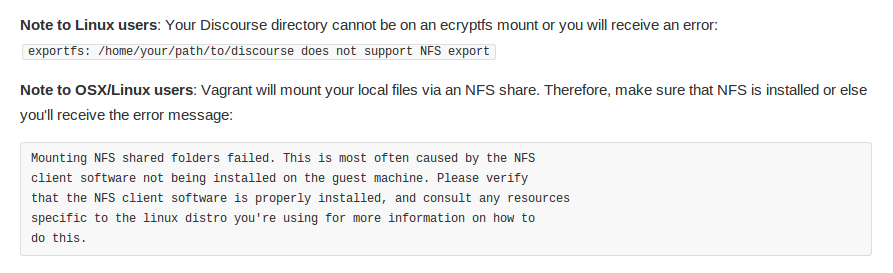 Note to Linux users: Your Discourse directory cannot be on an ecryptfs mount or you will receive an error:
exportfs: /home/your/path/to/discourse does not support NFS export
Note to OSX/Linux users: Vagrant will mount your local files via an NFS share. Therefore, make sure that NFS is installed or else
you'll receive the error message:
Mounting NFS shared folders failed. This is most often caused by the NFS
client software not being installed on the guest machine. Please verify
that the NFS client software is properly installed, and consult any resources
specific to the linux distro you're using for more information on how to
do this.